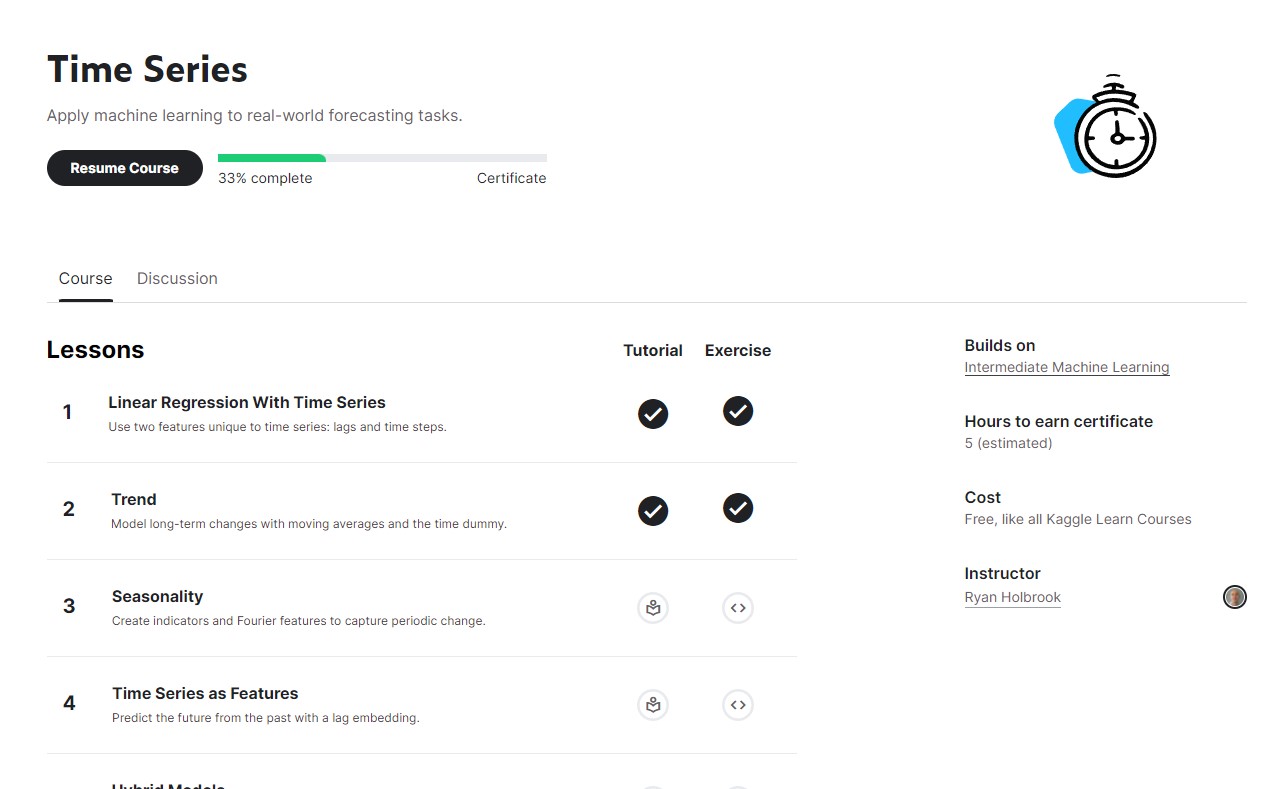 Time Series
Apply machine learning to real-world forecasting tasks.
Resume Course
33% complete
Certificate
Course
Discussion
Lessons
Tutorial
Exercise
1
Linear Regression With Time Series
Use two features unique to time series: lags and time steps.
2
Trend
Model long-term changes with moving averages and the time dummy.
3
Seasonality
Create indicators and Fourier features to capture periodic change.
4
Time Series as Features
Predict the future from the past with a lag embedding.
Hybrid Models
Builds on
Intermediate Machine Learning
Hours to earn certificate
5 (estimated)
Cost
Free, like all Kaggle Learn Courses
Instructor
Ryan Holbrook